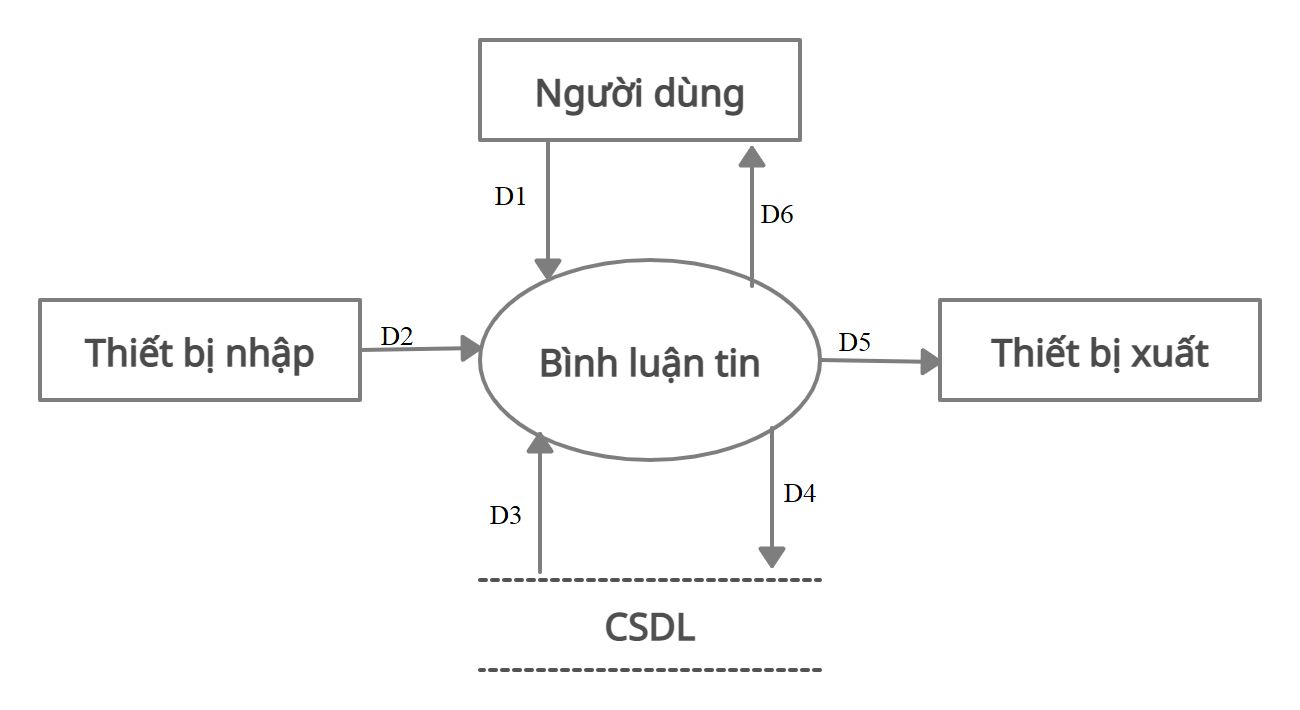 Người dùng
D1
D6
Thiết bị nhập
D2
Bình luận tin
D5
Thiết bị xuất
D3
D4
CSDL